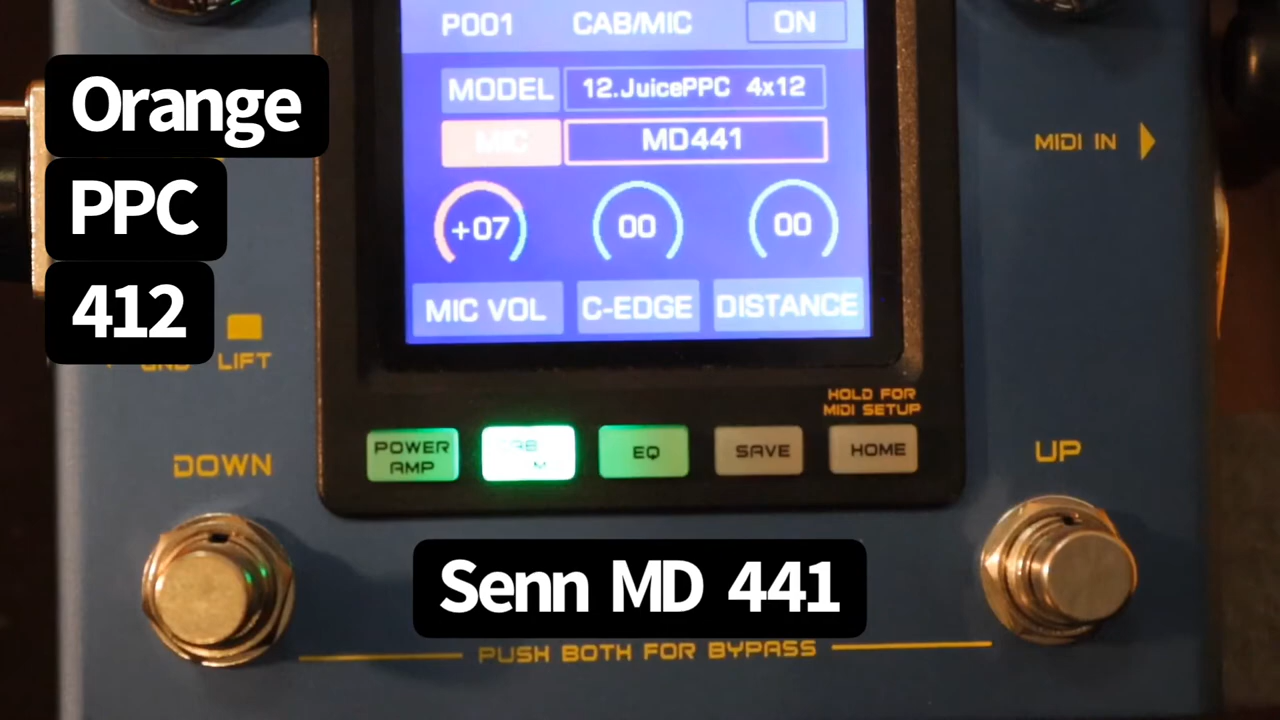 P001 CAB/MIC ON
MODEL 12.JuicePPC 4x12
MIC MD441
+07 00 00
MIC VOL C-EDGE DISTANCE
Orange
PPC
412
MIDI IN
GND LIFT
HOLD FOR
MIDI SETUP
POWER
AMP
EQ
SAVE
HOME
DOWN
UP
Senn MD 441
PUSH BOTH FOR BYPASS